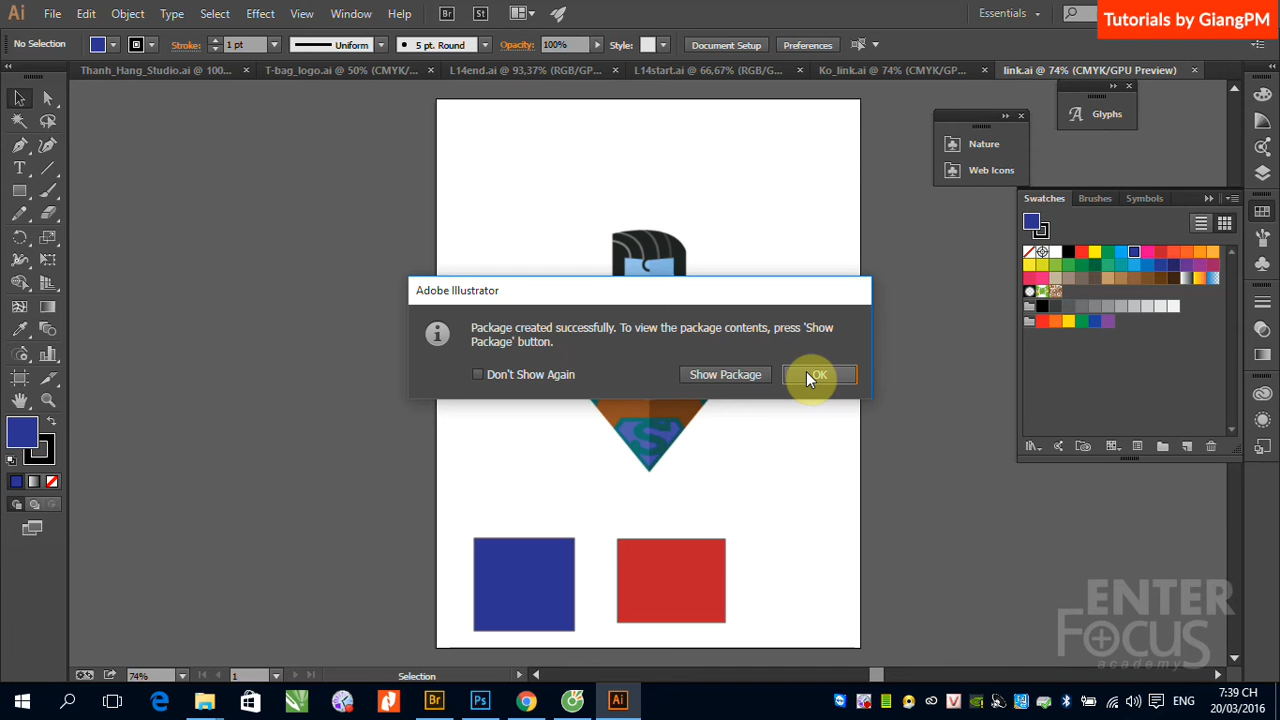 Ai File Edit Object Type Select Effect View Window Help Br St Essentials
Tutorials by GiangPM
No Selection Stroke: 1 pt Uniform 5 pt. Round Opacity: 100% Style: Document Setup Preferences
Thanh_Hang_Studio.ai @ 100... × T-bag_logo.ai @ 50% (CMYK/... × L14end.ai @ 93,37% (RGB/GP... × L14start.ai @ 66,67% (RGB/G... × Ko_link.ai @ 74% (CMYK/GP... × link.ai @ 74% (CMYK/GPU Preview) ×
Glyphs
Nature
Web Icons
Swatches Brushes Symbols
Adobe Illustrator
Package created successfully. To view the package contents, press 'Show
Package' button.
Don't Show Again Show Package OK
S
ENTER
FOCUS
academy
74% 1 Selection
Br Ps Ai V ENG 7:39 CH
20/03/2016